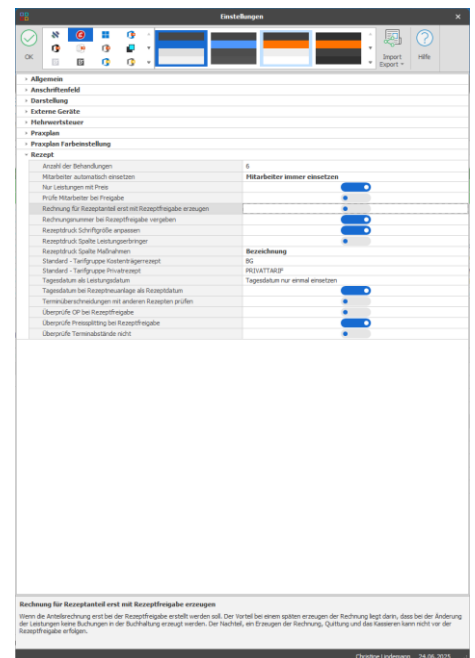 Einstellungen
OK
Import
Export
Hilfe
Allgemein
Anschriftenfeld
Darstellung
Externe Geräte
Mehrwertsteuer
Praxplan
Praxplan Farbeinstellung
Rezept
Anzahl der Behandlungen 6
Mitarbeiter automatisch einsetzen Mitarbeiter immer einsetzen
Nur Leistungen mit Preis
Prüfe Mitarbeiter bei Freigabe
Rechnung für Rezeptanteil erst mit Rezeptfreigabe erzeugen
Rechnungsnummer bei Rezeptfreigabe vergeben
Rezeptdruck Schriftgröße anpassen
Rezeptdruck Spalte Leistungserbringer
Rezeptdruck Spalte Maßnahmen Bezeichnung
Standard - Tarifgruppe Kostenträgerrezept BG
Standard - Tarifgruppe Privatrezept PRIVATTARIF
Tagesdatum als Leistungsdatum Tagesdatum nur einmal einsetzen
Tagesdatum bei Rezeptneuanlage als Rezeptdatum
Terminüberschneidungen mit anderen Rezepten prüfen
Überprüfe OP bei Rezeptfreigabe
Überprüfe Preissplitting bei Rezeptfreigabe
Überprüfe Terminabstände nicht
Rechnung für Rezeptanteil erst mit Rezeptfreigabe erzeugen
Wenn die Anteilsrechnung erst bei der Rezeptfreigabe erstellt werden soll. Der Vorteil bei einem späten erzeugen der Rechnung liegt darin, dass bei der Änderung
der Leistungen keine Buchungen in der Buchhaltung erzeugt werden. Der Nachteil, ein Erzeugen der Rechnung, Quittung und das Kassieren kann nicht vor der
Rezeptfreigabe erfolgen.
Christine Lindemann 24.06.2025